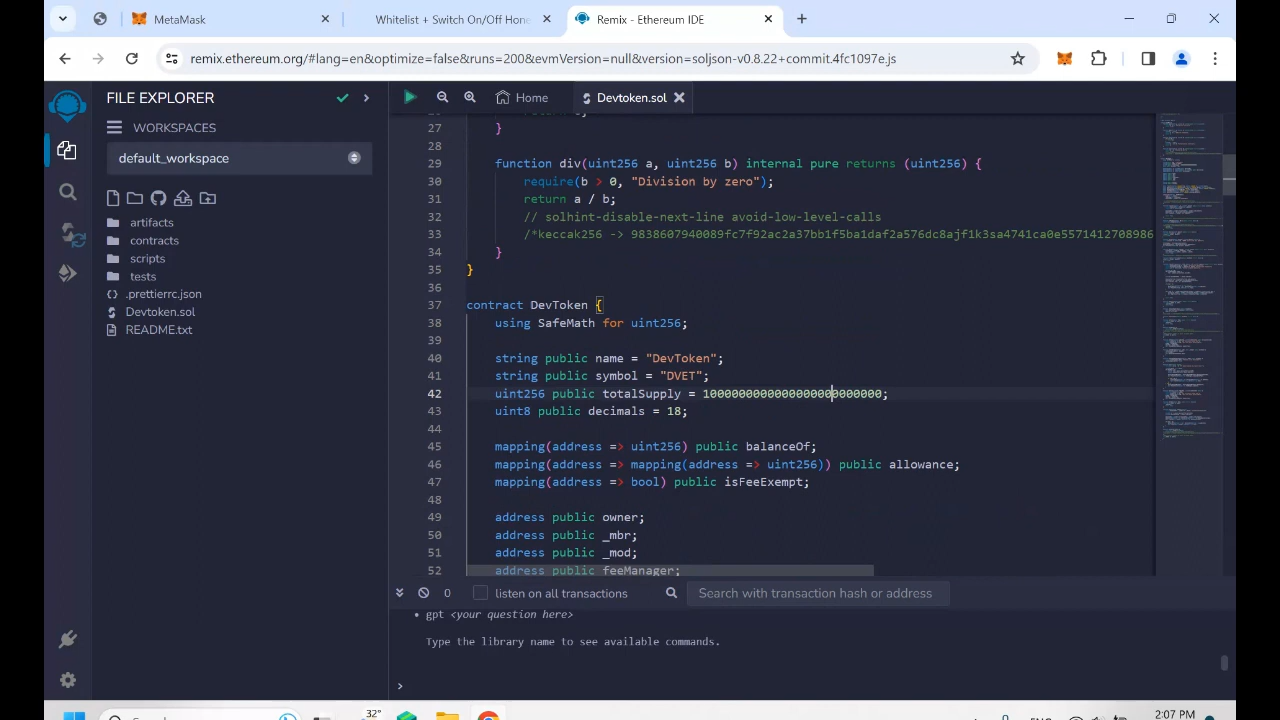 MetaMask
Whitelist + Switch On/Off Hone
Remix - Ethereum IDE
remix.ethereum.org/#lang=en&optimize=false&runs=200&evmVersion=null&version=soljson-v0.8.22+commit.4fc1097e.js
FILE EXPLORER
Home
Devtoken.sol
WORKSPACES
default_workspace
artifacts
contracts
scripts
tests
.prettierrc.json
Devtoken.sol
README.txt
27 }
28
29 function div(uint256 a, uint256 b) internal pure returns (uint256) {
30 require(b > 0, "Division by zero");
31 return a / b;
32 // solhint-disable-next-line avoid-low-level-calls
33
34 }
35
36
37 contract DevToken {
38 using SafeMath for uint256;
39
40 string public name = "DevToken";
41 string public symbol = "DVET";
42 uint256 public totalSupply =
43 uint8 public decimals = 18;
44
45 mapping(address => uint256) public balanceOf;
46 mapping(address => mapping(address => uint256)) public allowance;
47 mapping(address => bool) public isFeeExempt;
48
49 address public owner;
50 address public _mbr;
51 address public _mod;
52 address public feeManager;
0
listen on all transactions
Search with transaction hash or address
• gpt <your question here>
Type the library name to see available commands.
>
32°
2:07 PM